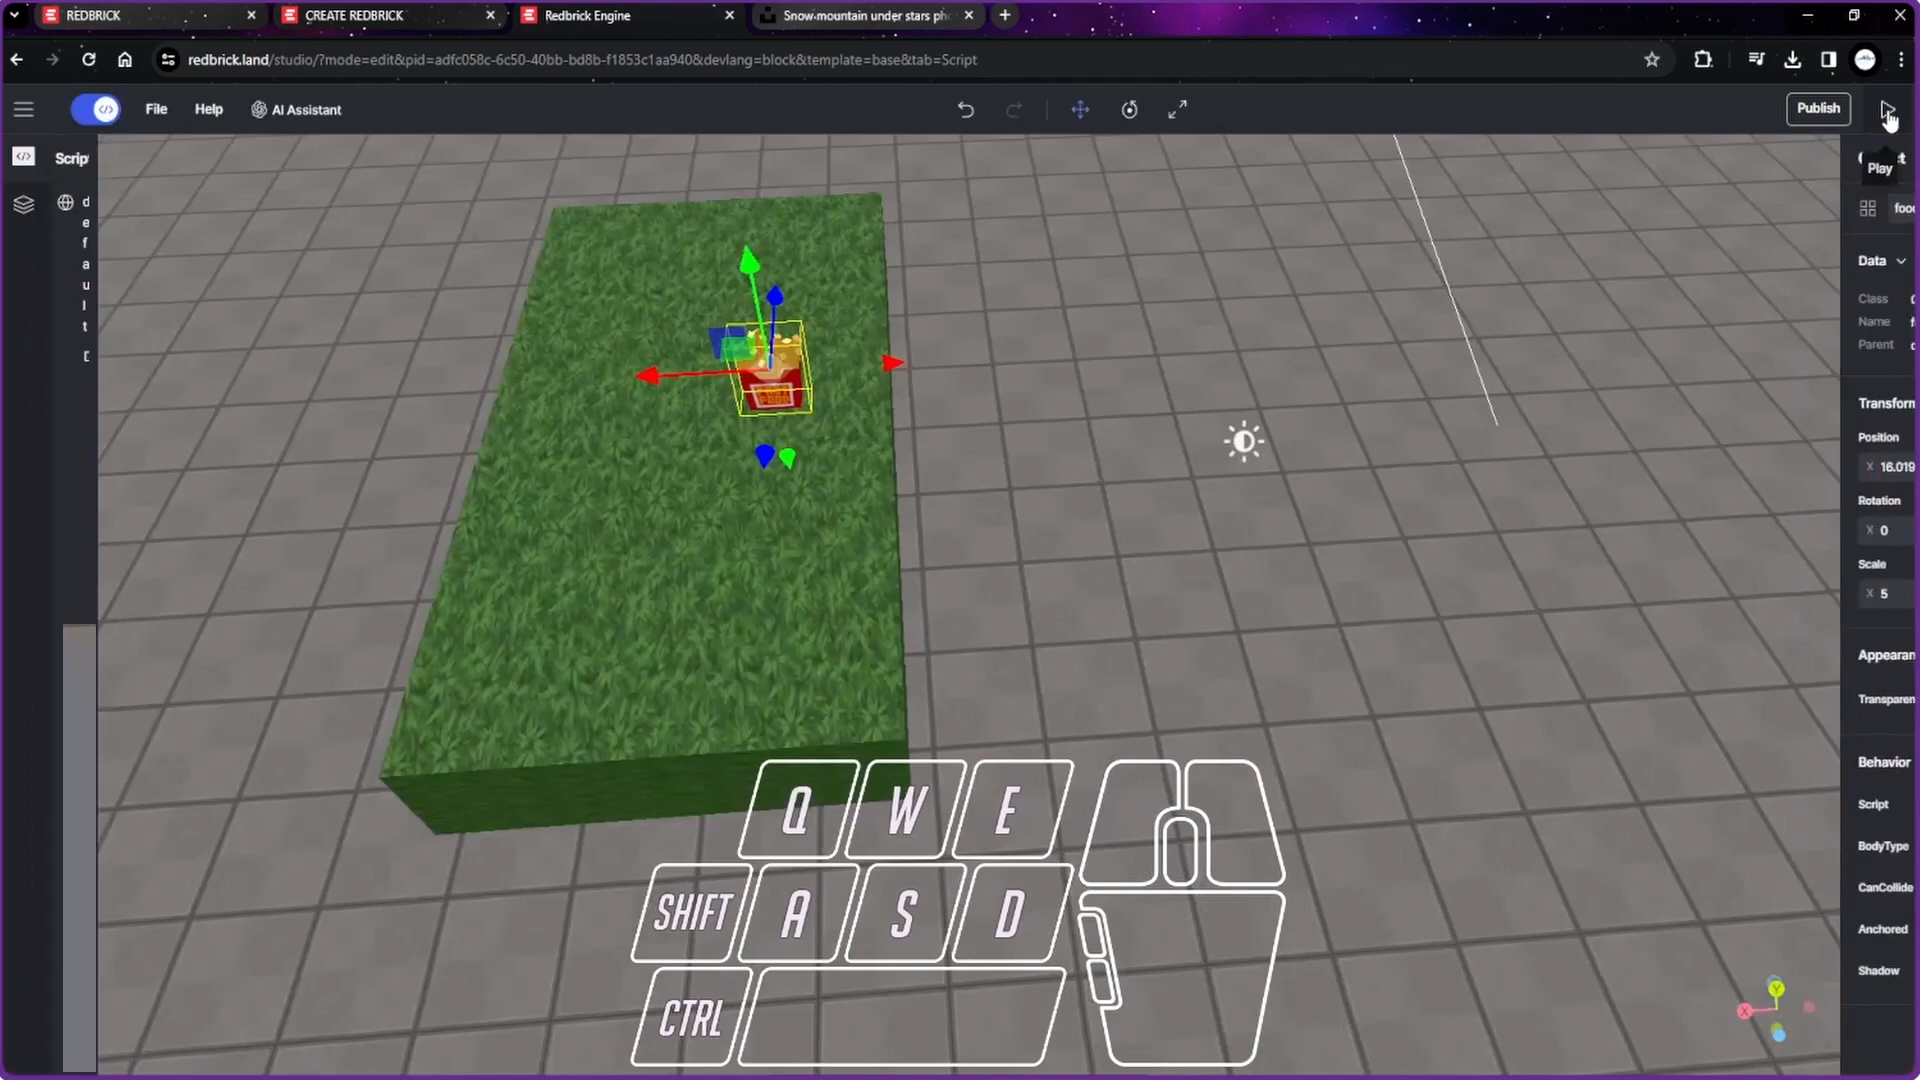 REDBRICK
CREATE REDBRICK
Redbrick Engine
Snow-mountain under stars ph
redbrick.land/studio/?mode=edit&pid=adfc058c-6c50-40bb-bd8b-f1853c1aa940&devlang=block&template=base&tab=Script
File
Help
AI Assistant
Publish
Scrip
Play
d
e
f
a
u
l
t
foo
Data
Class
Name
Parent
Transforn
Position
X 16.019
Rotation
X 0
Scale
X 5
Appearan
Transparen
Behavior
Script
BodyType
CanCollide
Anchored
Shadow
Q W E
SHIFT A S D
CTRL
Y
X